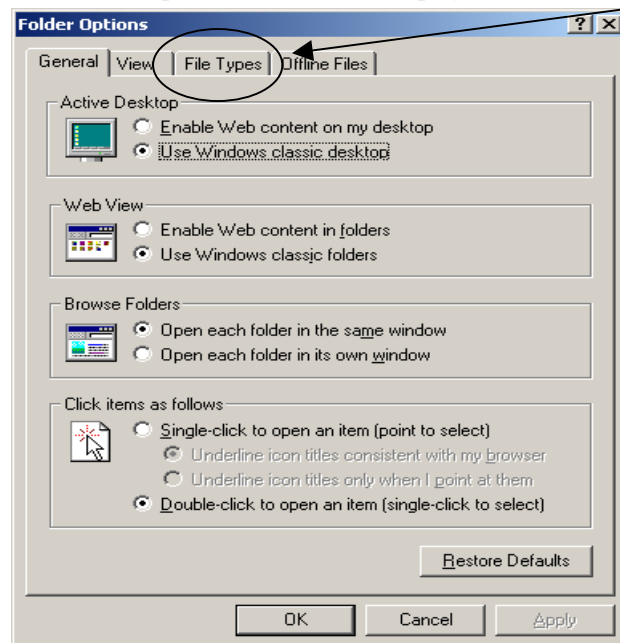 Folder Options
General View File Types Offline Files
Active Desktop
Enable Web content on my desktop
Use Windows classic desktop
Web View
Enable Web content in folders
Use Windows classic folders
Browse Folders
Open each folder in the same window
Open each folder in its own window
Click items as follows
Single-click to open an item (point to select)
Underline icon titles consistent with my browser
Underline icon titles only when I point at them
Double-click to open an item (single-click to select)
Restore Defaults
OK Cancel Apply